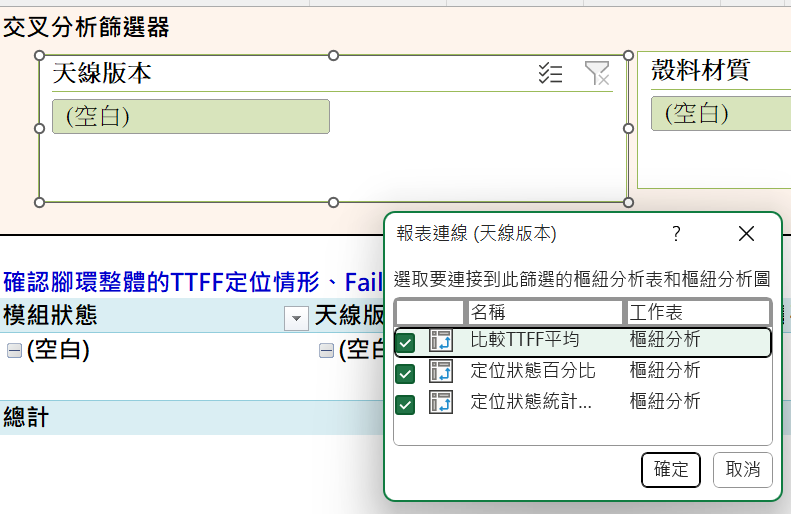 交叉分析篩選器
天線版本
(空白)
殼料材質
(空白)
確認腳環整體的TTFF定位情形、Fail
模組狀態
天線版
(空白)
(空白
總計
報表連線 (天線版本)
?
選取要連接到此篩選的樞紐分析表和樞紐分析圖
名稱 工作表
比較TTFF平均 樞紐分析
定位狀態百分比 樞紐分析
定位狀態統計... 樞紐分析
確定 取消